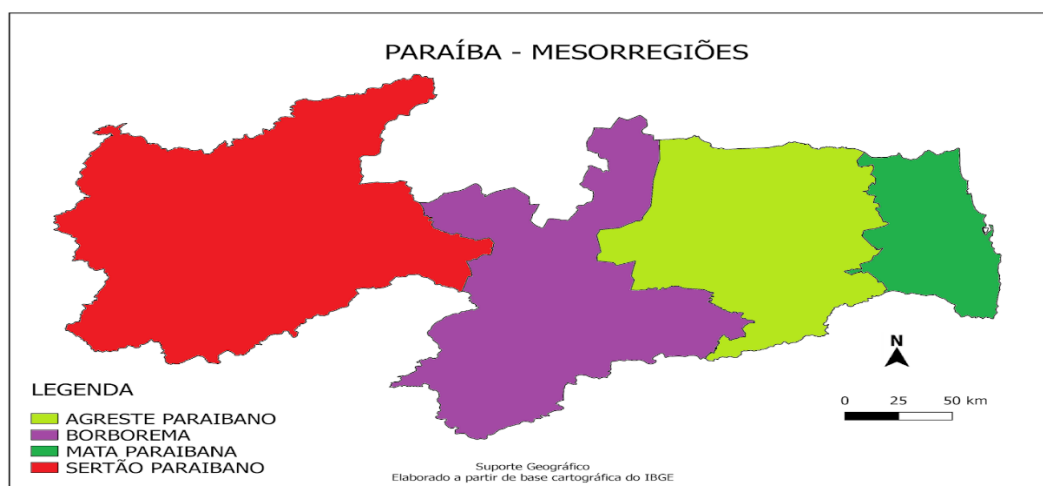 PARAÍBA - MESORREGIÕES
N
0 25 50 km
LEGENDA
AGRESTE PARAIBANO
BORBOREMA
MATA PARAIBANA
SERTÃO PARAIBANO
Suporte Geográfico
Elaborado a partir de base cartográfica do IBGE